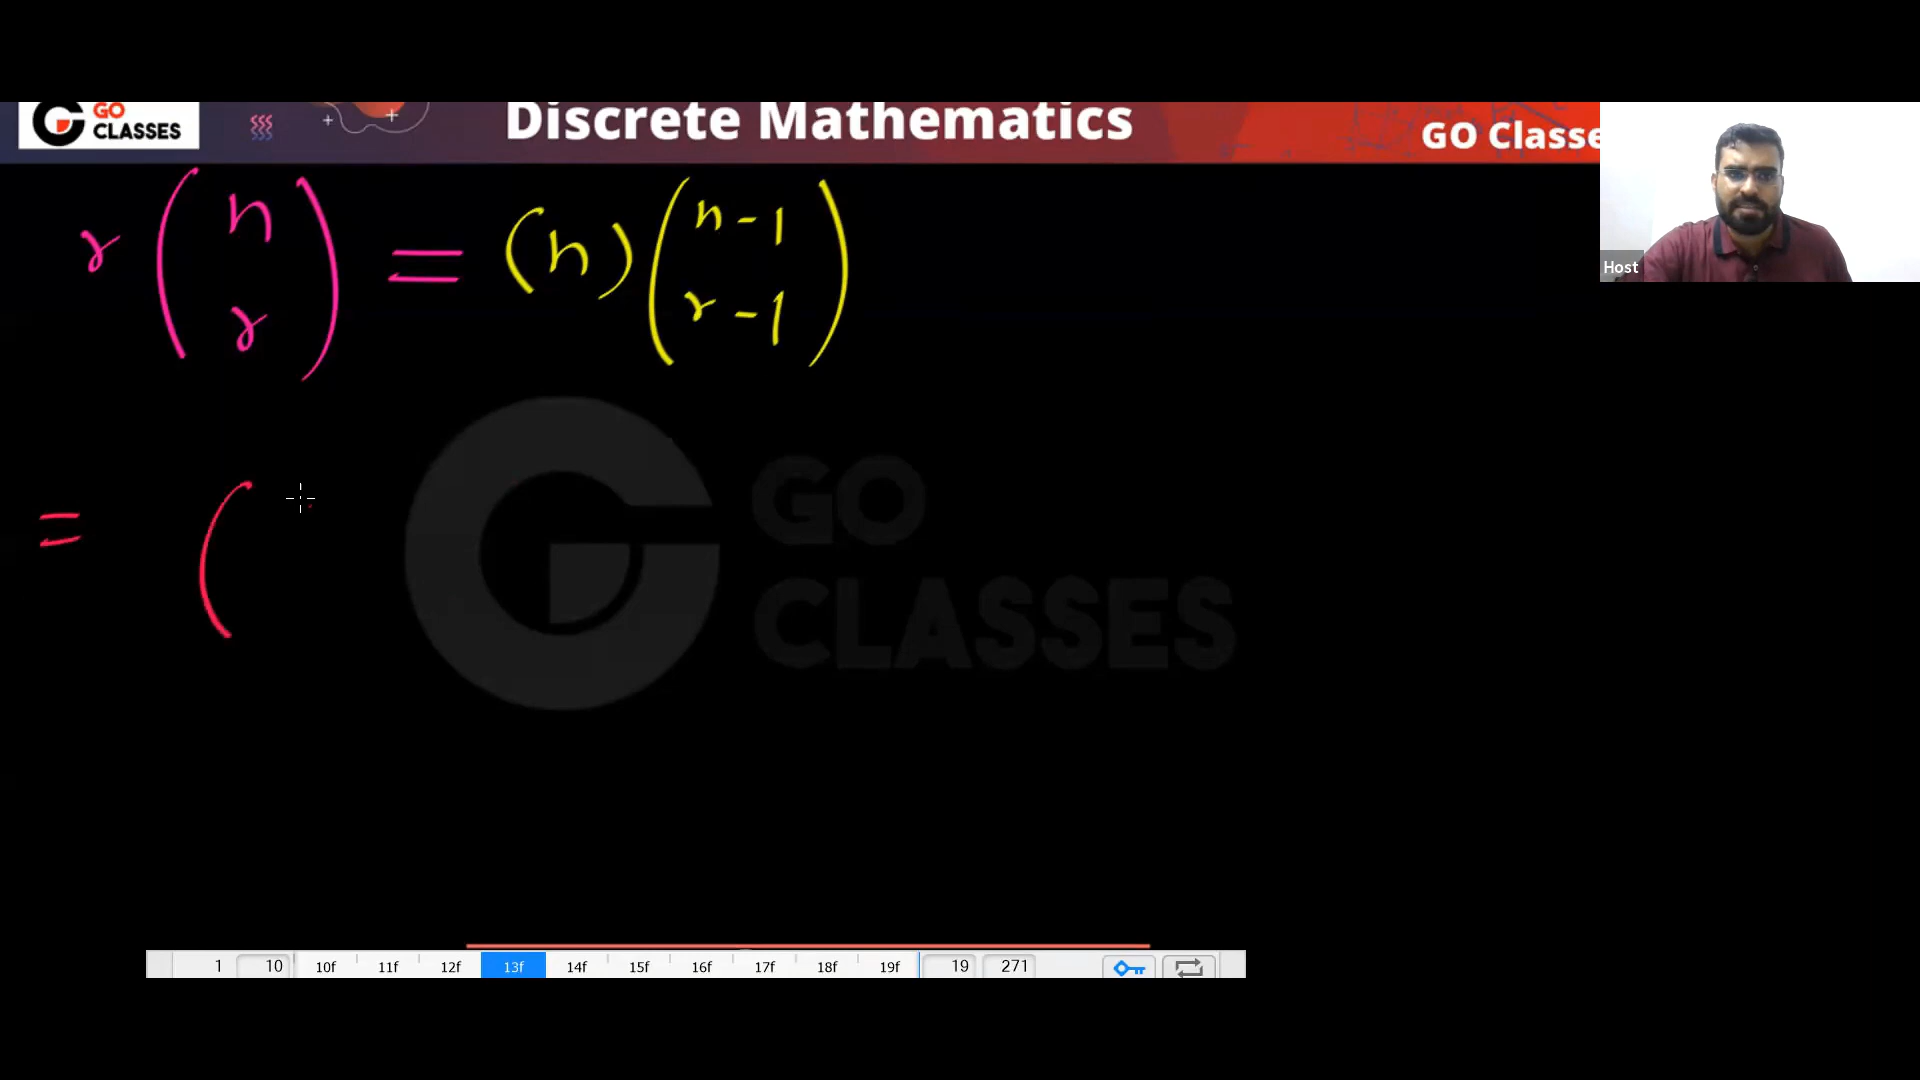 GO
CLASSES
Discrete Mathematics
GO Classe
Host
r ( n r ) = (n) ( n-1 r-1 )
= (
GO
CLASSES
1 10 10f 11f 12f 13f 14f 15f 16f 17f 18f 19f 19 271